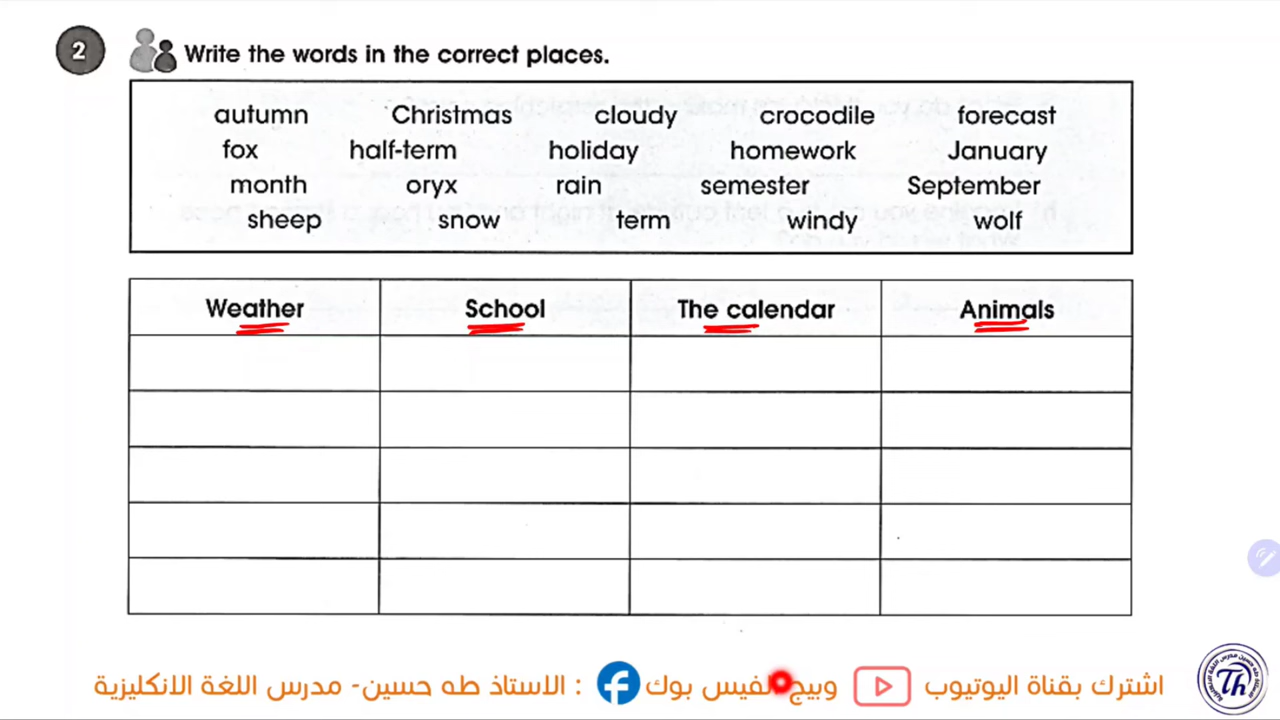 2 Write the words in the correct places.
autumn Christmas cloudy crocodile forecast
fox half-term holiday homework January
month oryx rain semester September
sheep snow term windy wolf
Weather School The calendar Animals
اشترك بقناة اليوتيوب وبيج الفيس بوك : الاستاذ طه حسين- مدرس اللغة الانكليزية
Th